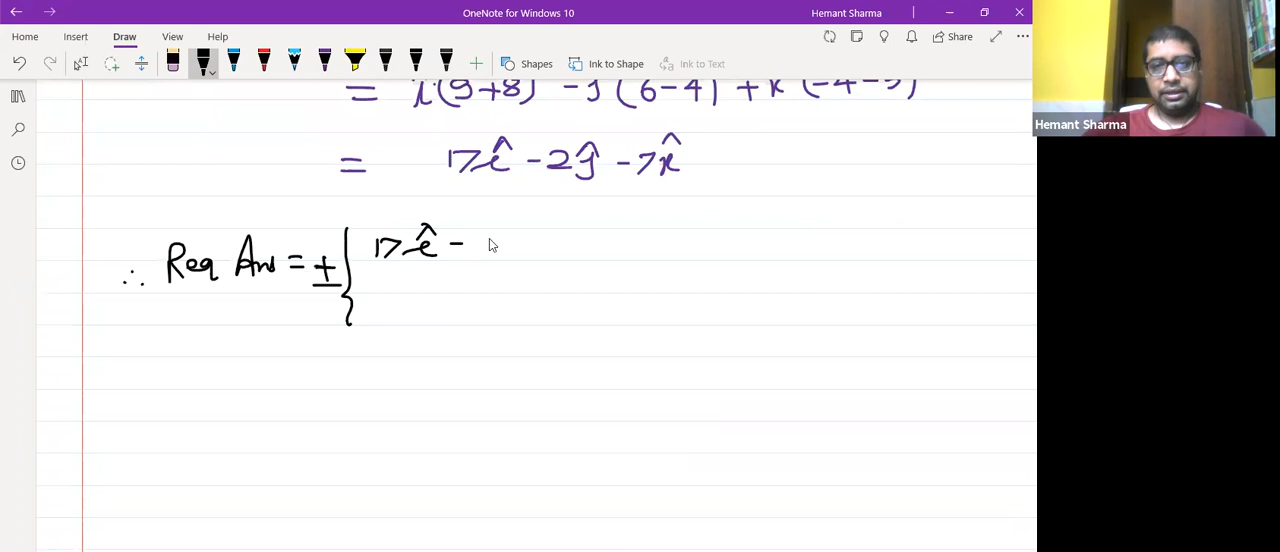 OneNote for Windows 10
Hemant Sharma
Home Insert Draw View Help
Share
Shapes Ink to Shape Ink to Text
Hemant Sharma
= i(9+8) - j(6-4) + k(-4-3)
= 17î - 2ĵ - 7k̂
∴ Req Ans = ± { 17î -